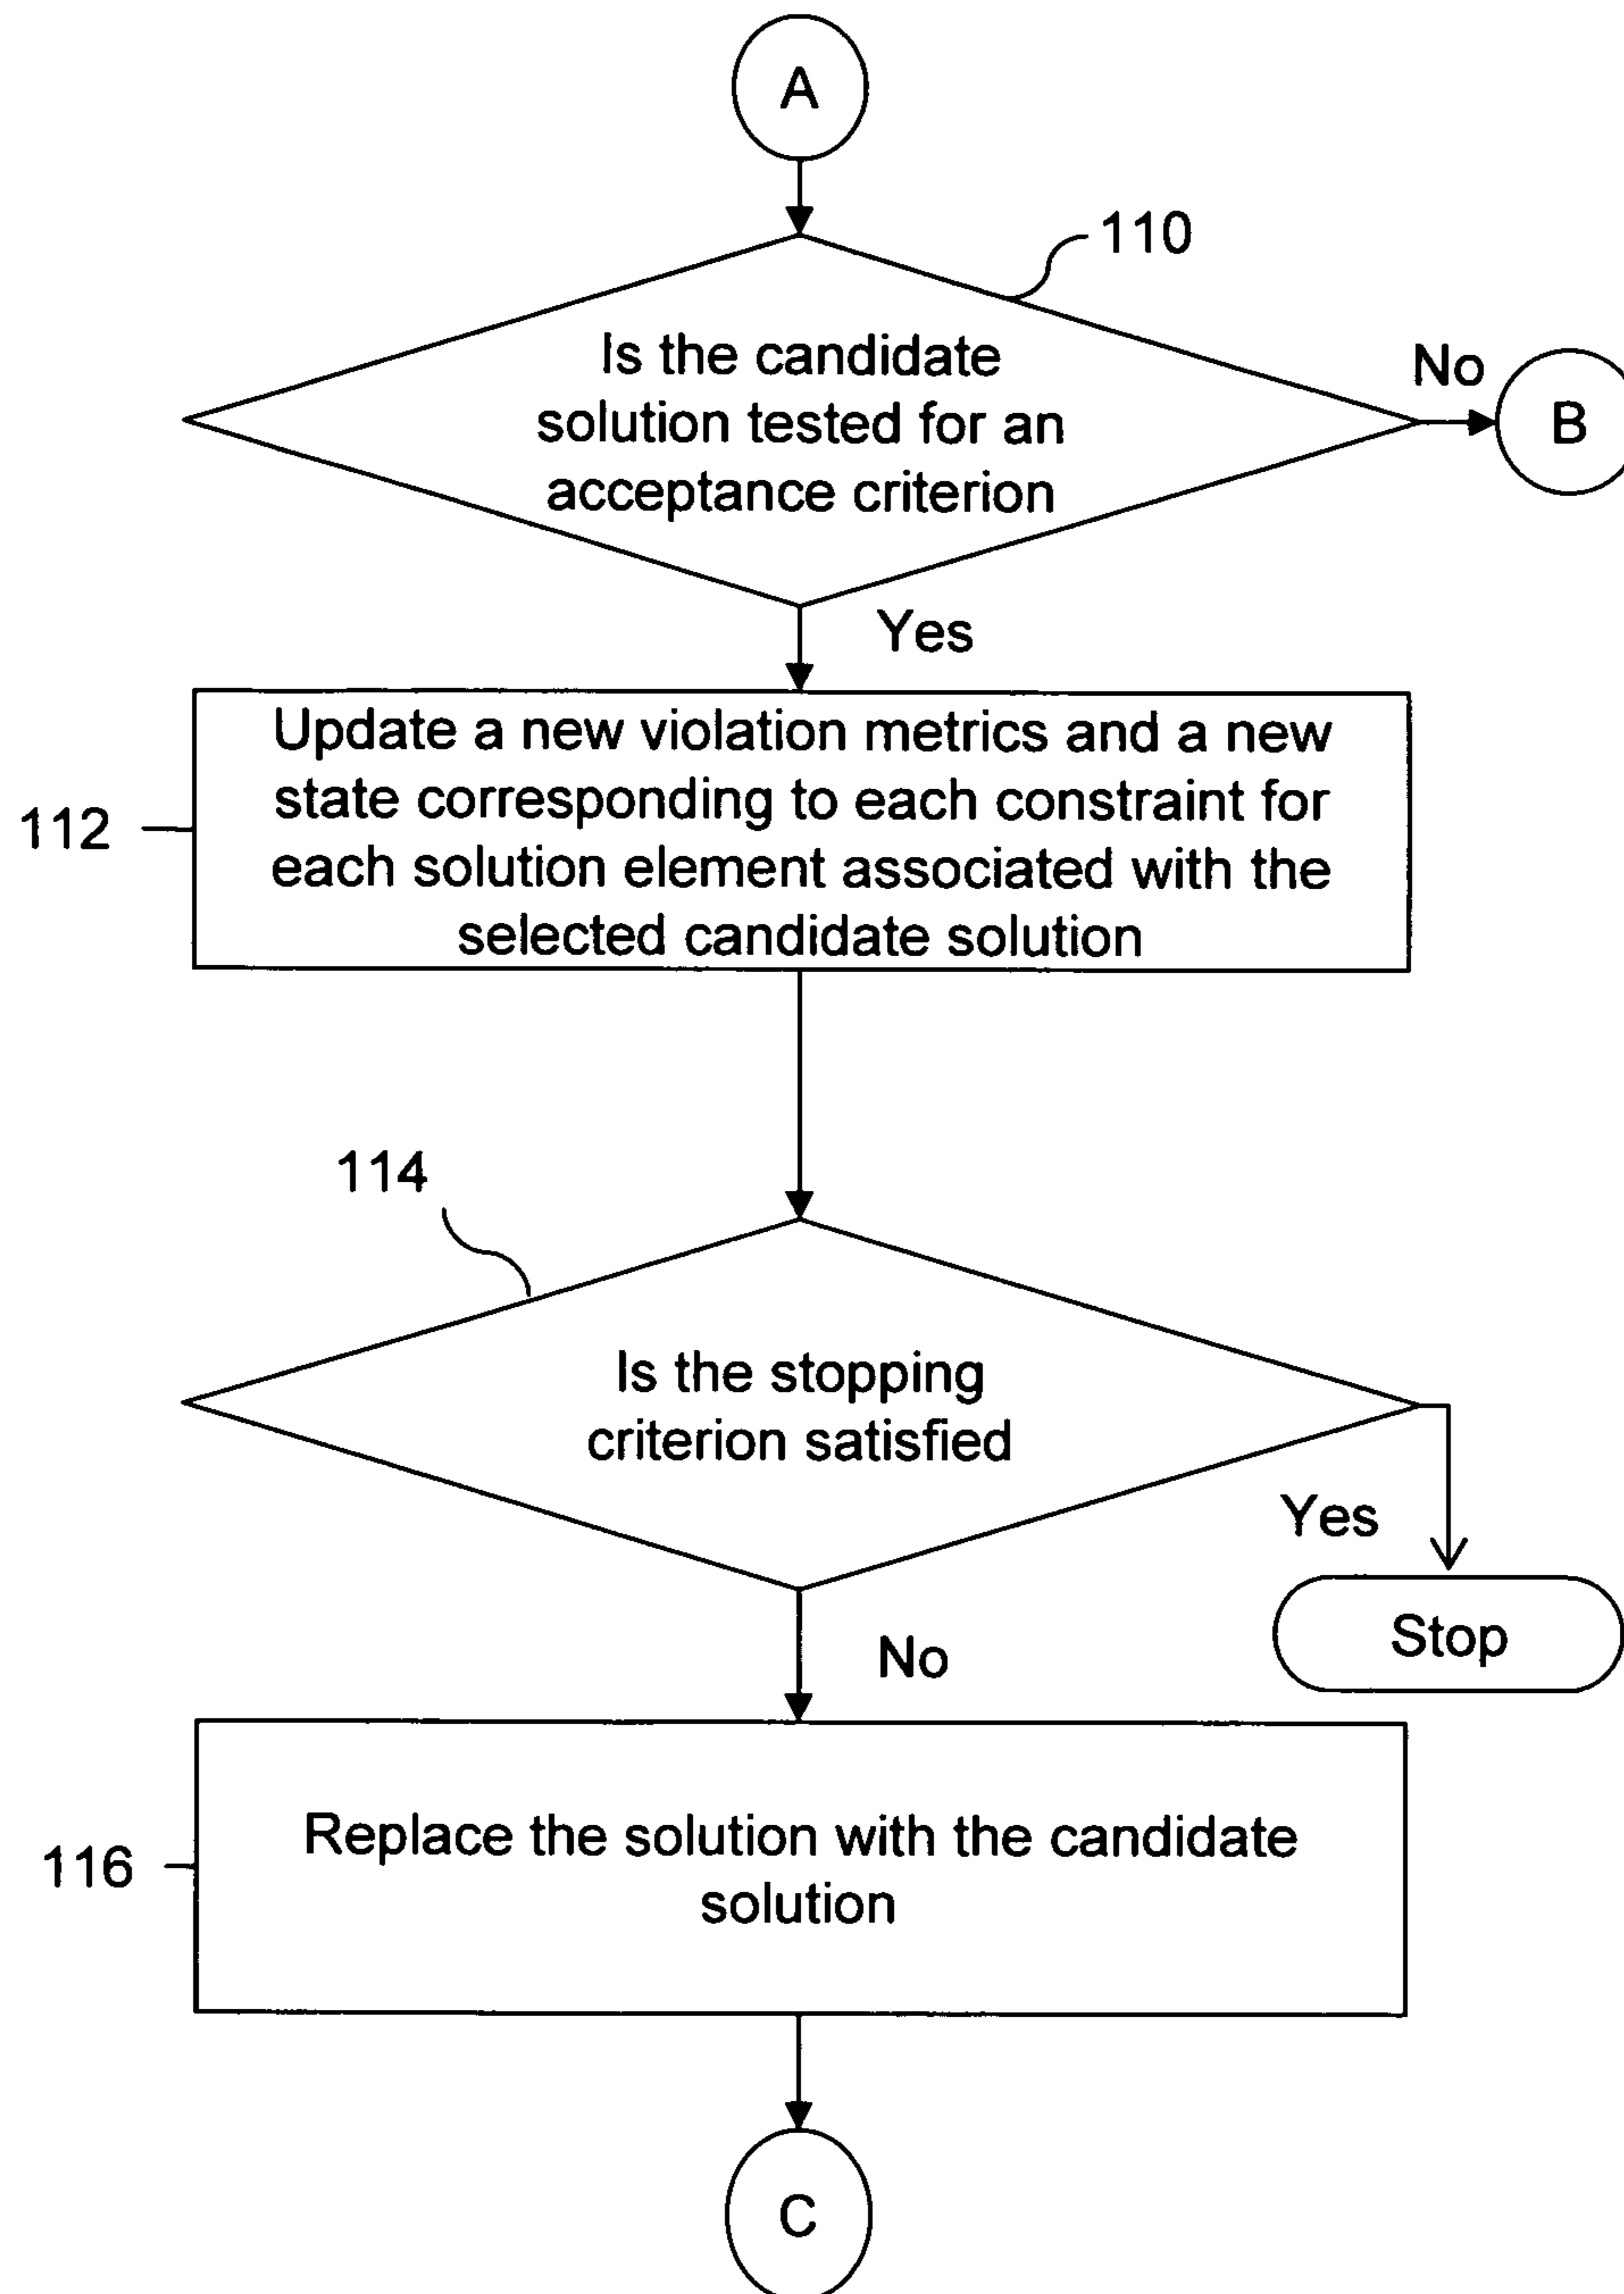 A
110
Is the candidate
solution tested for an
acceptance criterion
No
B
Yes
Update a new violation metrics and a new
state corresponding to each constraint for
each solution element associated with the
selected candidate solution
112
114
Is the stopping
criterion satisfied
Yes
Stop
No
Replace the solution with the candidate
solution
116
C